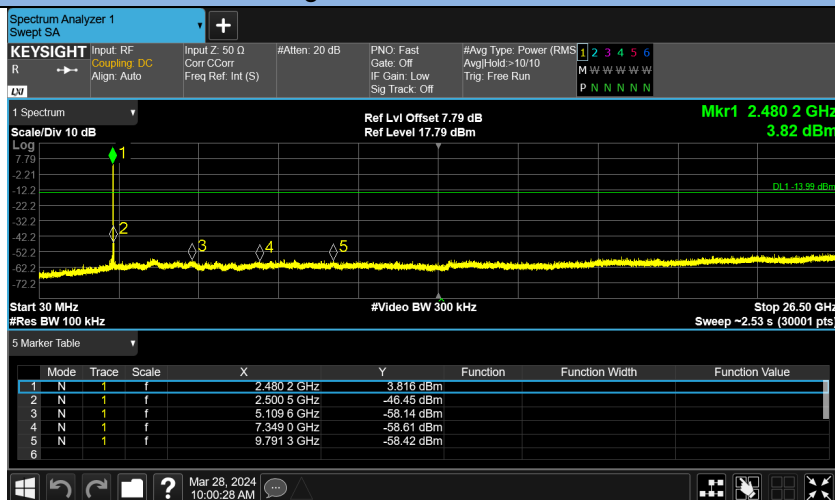 Spectrum Analyzer 1
Swept SA
KEYSIGHT Input: RF Input Z: 50 Ω #Atten: 20 dB PNO: Fast #Avg Type: Power (RMS 1 2 3 4 5 6
R Coupling: DC Corr CCorr Gate: Off Avg|Hold:>10/10 M W W W W W
Align: Auto Freq Ref: Int (S) IF Gain: Low Trig: Free Run
LXI Sig Track: Off P N N N N N
1 Spectrum Ref Lvl Offset 7.79 dB Mkr1 2.480 2 GHz
Scale/Div 10 dB Ref Level 17.79 dBm 3.82 dBm
Log
7.79
-2.21
-12.2
-22.2
-32.2
-42.2
-52.2
-62.2
-72.2
1
DL1 -13.99 dBm
2
3 4 5
Start 30 MHz #Video BW 300 kHz Stop 26.50 GHz
#Res BW 100 kHz Sweep ~2.53 s (30001 pts)
5 Marker Table
Mode Trace Scale X Y Function Function Width Function Value
1 N 1 f 2.480 2 GHz 3.816 dBm
2 N 1 f 2.500 5 GHz -46.45 dBm
3 N 1 f 5.109 6 GHz -58.14 dBm
4 N 1 f 7.349 0 GHz -58.61 dBm
5 N 1 f 9.791 3 GHz -58.42 dBm
6
? Mar 28, 2024
10:00:28 AM